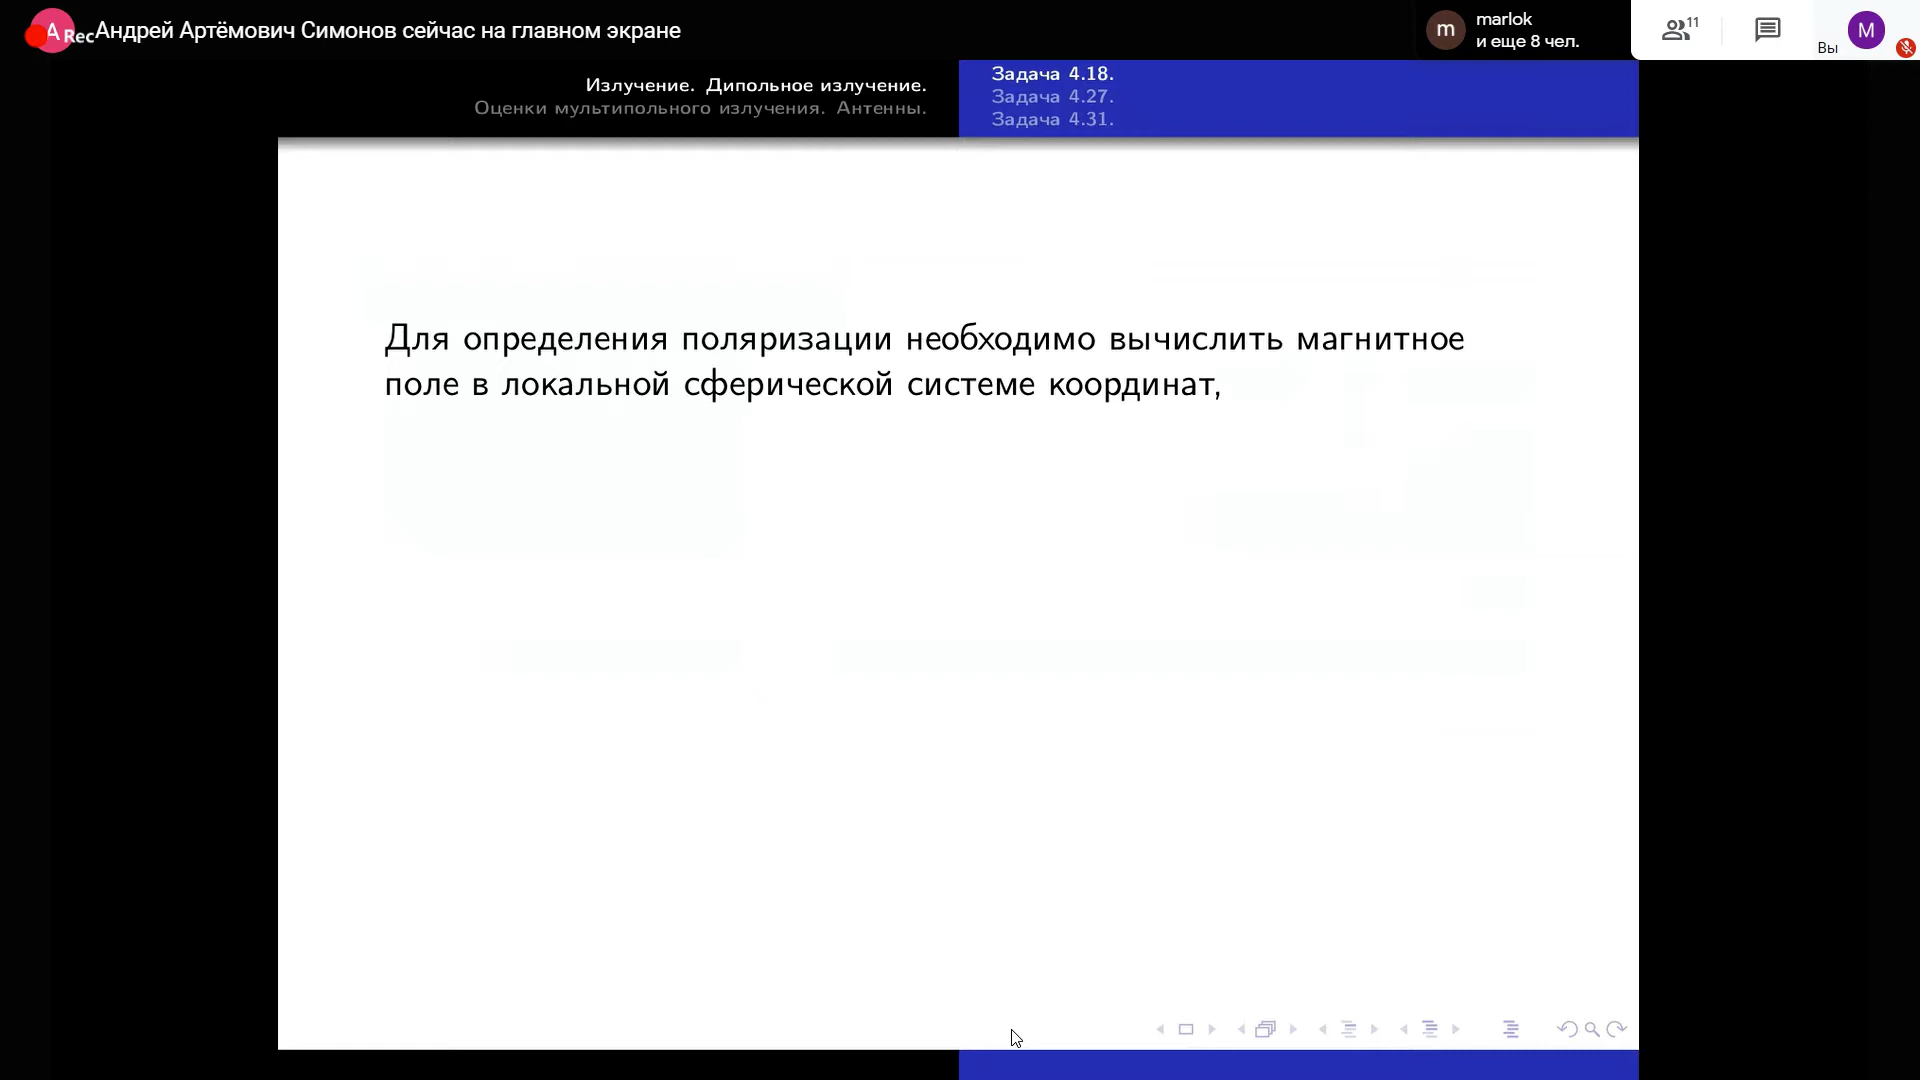 A Rec Андрей Артёмович Симонов сейчас на главном экране
m marlok
и еще 8 чел.
11
Вы
M
Излучение. Дипольное излучение.
Оценки мультипольного излучения. Антенны.
Задача 4.18.
Задача 4.27.
Задача 4.31.
Для определения поляризации необходимо вычислить магнитное
поле в локальной сферической системе координат,